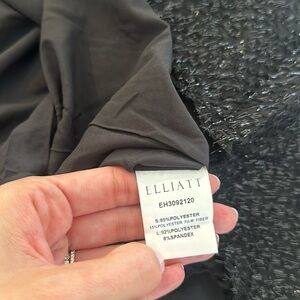 ELLIATT
EH3092120
S:85%POLYESTER
15%POLYESTER, FILM FIBER
L:92%POLYESTER
8%SPANDEX